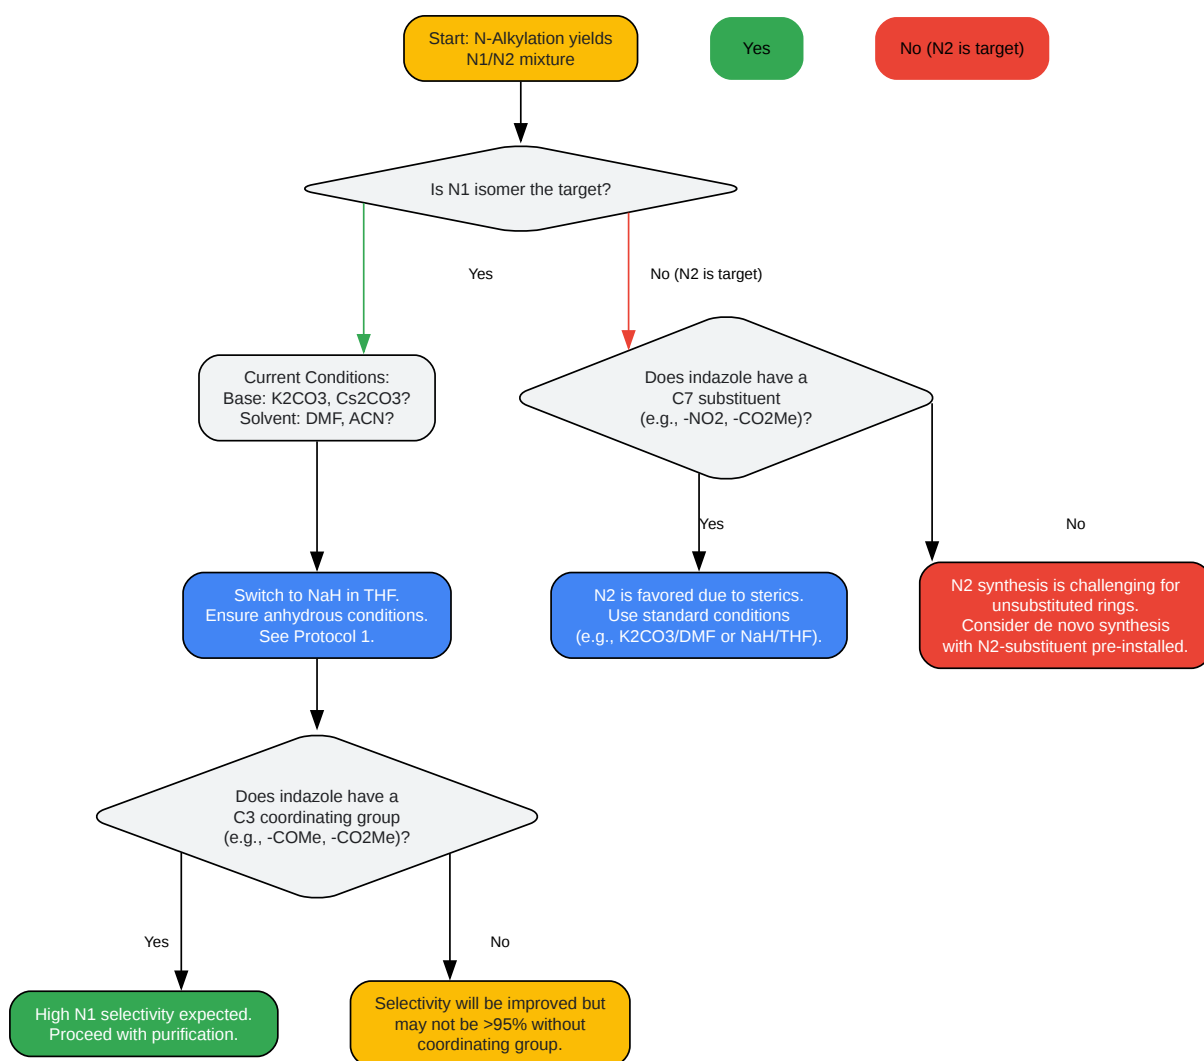 Start: N-Alkylation yields
N1/N2 mixture
Yes
No (N2 is target)
Is N1 isomer the target?
Yes
No (N2 is target)
Current Conditions:
Base: K2CO3, Cs2CO3?
Solvent: DMF, ACN?
Does indazole have a
C7 substituent
(e.g., -NO2, -CO2Me)?
Yes
No
Switch to NaH in THF.
Ensure anhydrous conditions.
See Protocol 1.
N2 is favored due to sterics.
Use standard conditions
(e.g., K2CO3/DMF or NaH/THF).
N2 synthesis is challenging for
unsubstituted rings.
Consider de novo synthesis
with N2-substituent pre-installed.
Does indazole have a
C3 coordinating group
(e.g., -COMe, -CO2Me)?
Yes
No
High N1 selectivity expected.
Proceed with purification.
Selectivity will be improved but
may not be >95% without
coordinating group.